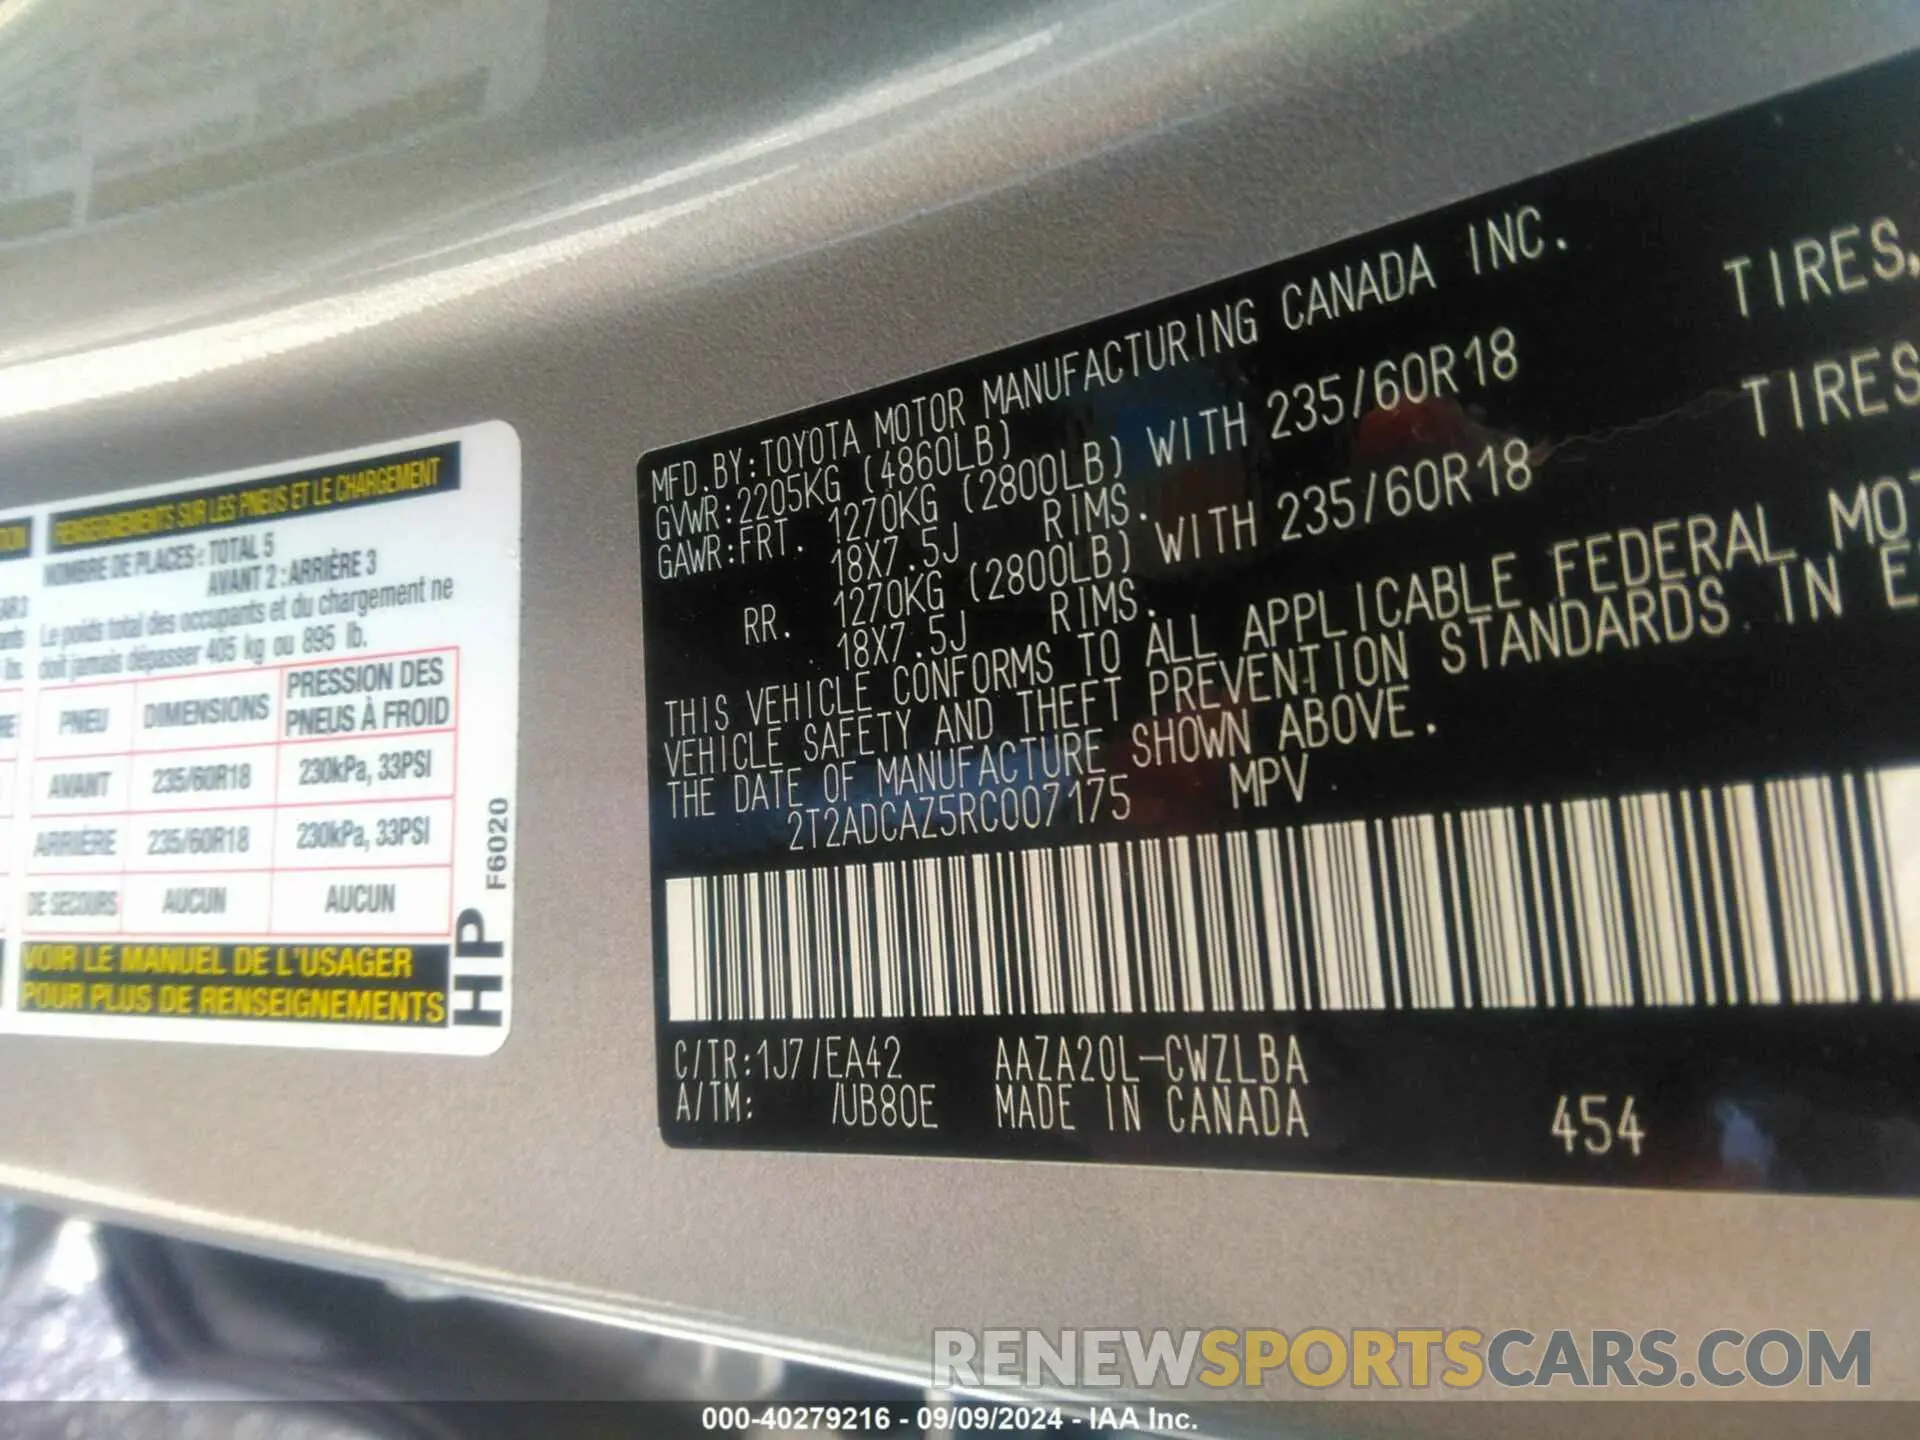 TION
RENSEIGNEMENTS SUR LES PNEUS ET LE CHARGEMENT
NOMBRE DE PLACES : TOTAL 5
AVANT 2 : ARRIÈRE 3
Le poids total des occupants et du chargement ne
doit jamais dépasser 405 kg ou 895 lb.
PNEU DIMENSIONS PRESSION DES
PNEUS À FROID
AVANT 235/60R18 230kPa, 33PSI
ARRIÈRE 235/60R18 230kPa, 33PSI
DE SECOURS AUCUN AUCUN
VOIR LE MANUEL DE L'USAGER
POUR PLUS DE RENSEIGNEMENTS
HP F6020
MFD.BY:TOYOTA MOTOR MANUFACTURING CANADA INC.
GVWR:2205KG (4860LB)
GAWR:FRT. 1270KG (2800LB) WITH 235/60R18 TIRES,
18X7.5J RIMS.
RR. 1270KG (2800LB) WITH 235/60R18 TIRES
18X7.5J RIMS.
THIS VEHICLE CONFORMS TO ALL APPLICABLE FEDERAL MOT
VEHICLE SAFETY AND THEFT PREVENTION STANDARDS IN E
THE DATE OF MANUFACTURE SHOWN ABOVE.
2T2ADCAZ5RC007175 MPV
C/TR:1J7/EA42 AAZA20L-CWZLBA
A/TM: /UB80E MADE IN CANADA 454
RENEWSPORTSCARS.COM
000-40279216 - 09/09/2024 - IAA Inc.